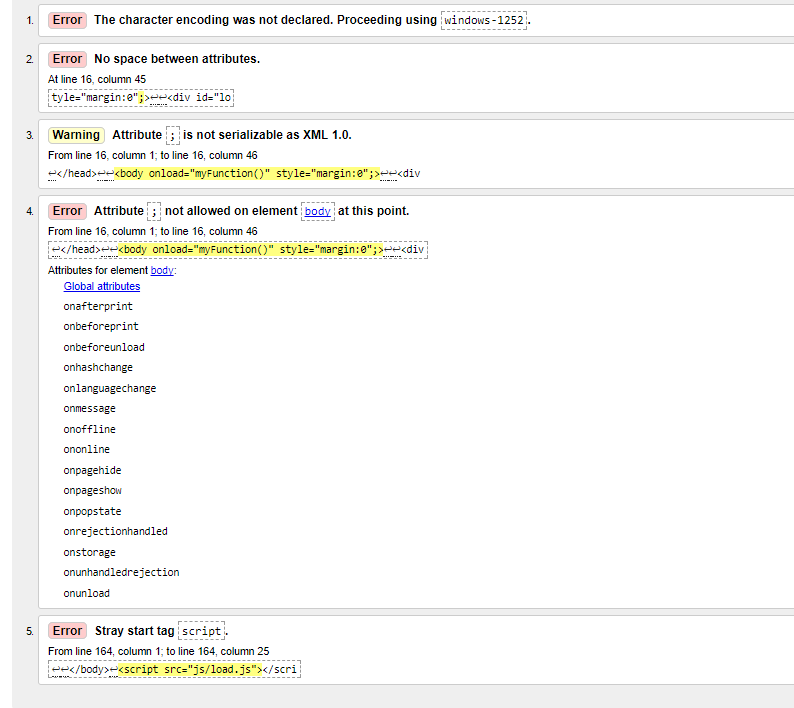 1. Error The character encoding was not declared. Proceeding using windows-1252.
2. Error No space between attributes.
At line 16, column 45
tyle="margin:0";>↩↩<div id="lo
3. Warning Attribute ; is not serializable as XML 1.0.
From line 16, column 1; to line 16, column 46
↩</head>↩↩<body onload="myFunction()" style="margin:0";>↩↩<div
4. Error Attribute ; not allowed on element body at this point.
From line 16, column 1; to line 16, column 46
↩</head>↩↩<body onload="myFunction()" style="margin:0";>↩↩<div
Attributes for element body:
Global attributes
onafterprint
onbeforeprint
onbeforeunload
onhashchange
onlanguagechange
onmessage
onoffline
ononline
onpagehide
onpageshow
onpopstate
onrejectionhandled
onstorage
onunhandledrejection
onunload
5. Error Stray start tag script.
From line 164, column 1; to line 164, column 25
↩↩</body>↩<script src="js/load.js"></scri